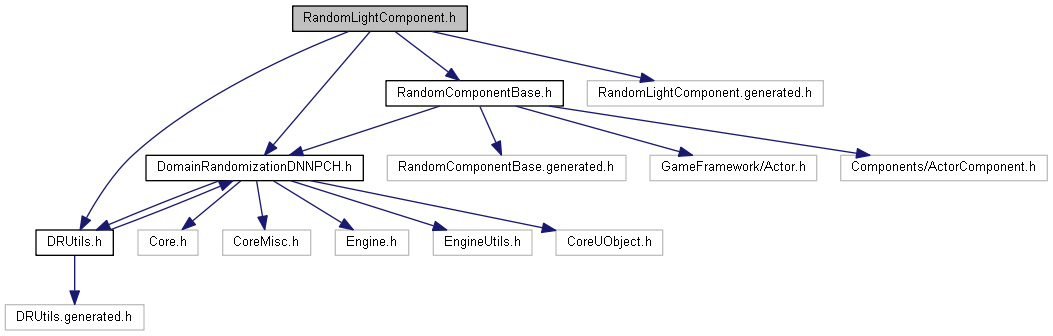 RandomLightComponent.h
RandomComponentBase.h
RandomLightComponent.generated.h
DomainRandomizationDNNPCH.h
RandomComponentBase.generated.h
GameFramework/Actor.h
Components/ActorComponent.h
DRUtils.h
Core.h
CoreMisc.h
Engine.h
EngineUtils.h
CoreUObject.h
DRUtils.generated.h